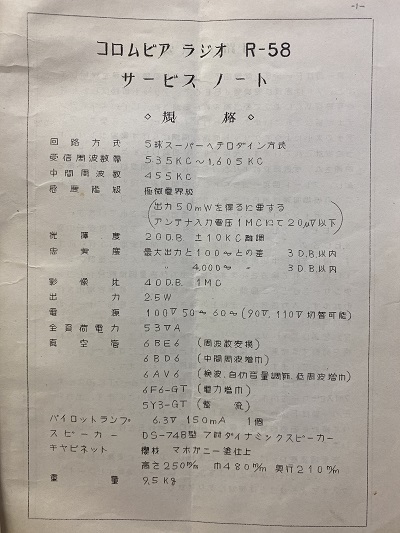 -1-
コロムビア ラジオ R-58
サービス ノート
◇ 規 格 ◇
回路方式 5球スーパーヘテロダイン方式
受信周波数帯 535KC~1,605KC
中間周波数 455KC
感度階級 極微電界級
(出力50mWを得るに要する
アンテナ入力電圧1MCにて20μV以下)
選択度 20D.B. ±10KC離調
忠実度 最大出力と100~との差 3D.B.以内
〃 4,000~ 〃 3D.B.以内
影像比 40D.B. 1MC
出力 2.5W
電源 100V 50~60~(90V, 110V切替可能)
全負荷電力 53VA
真空管 6BE6 (周波数変換)
6BD6 (中間周波増巾)
6AV6 (検波、自仂音量調節、低周波増巾)
6F6-GT (電力増巾)
5Y3-GT (整流)
パイロットランプ 6.3V 150mA 1個
スピーカー DS-74B型 7吋ダイナミックスピーカー
キャビネット 櫻材 マホガニー塗仕上
高さ250m/m 巾480m/m 奥行210m/m
重量 9.5Kg